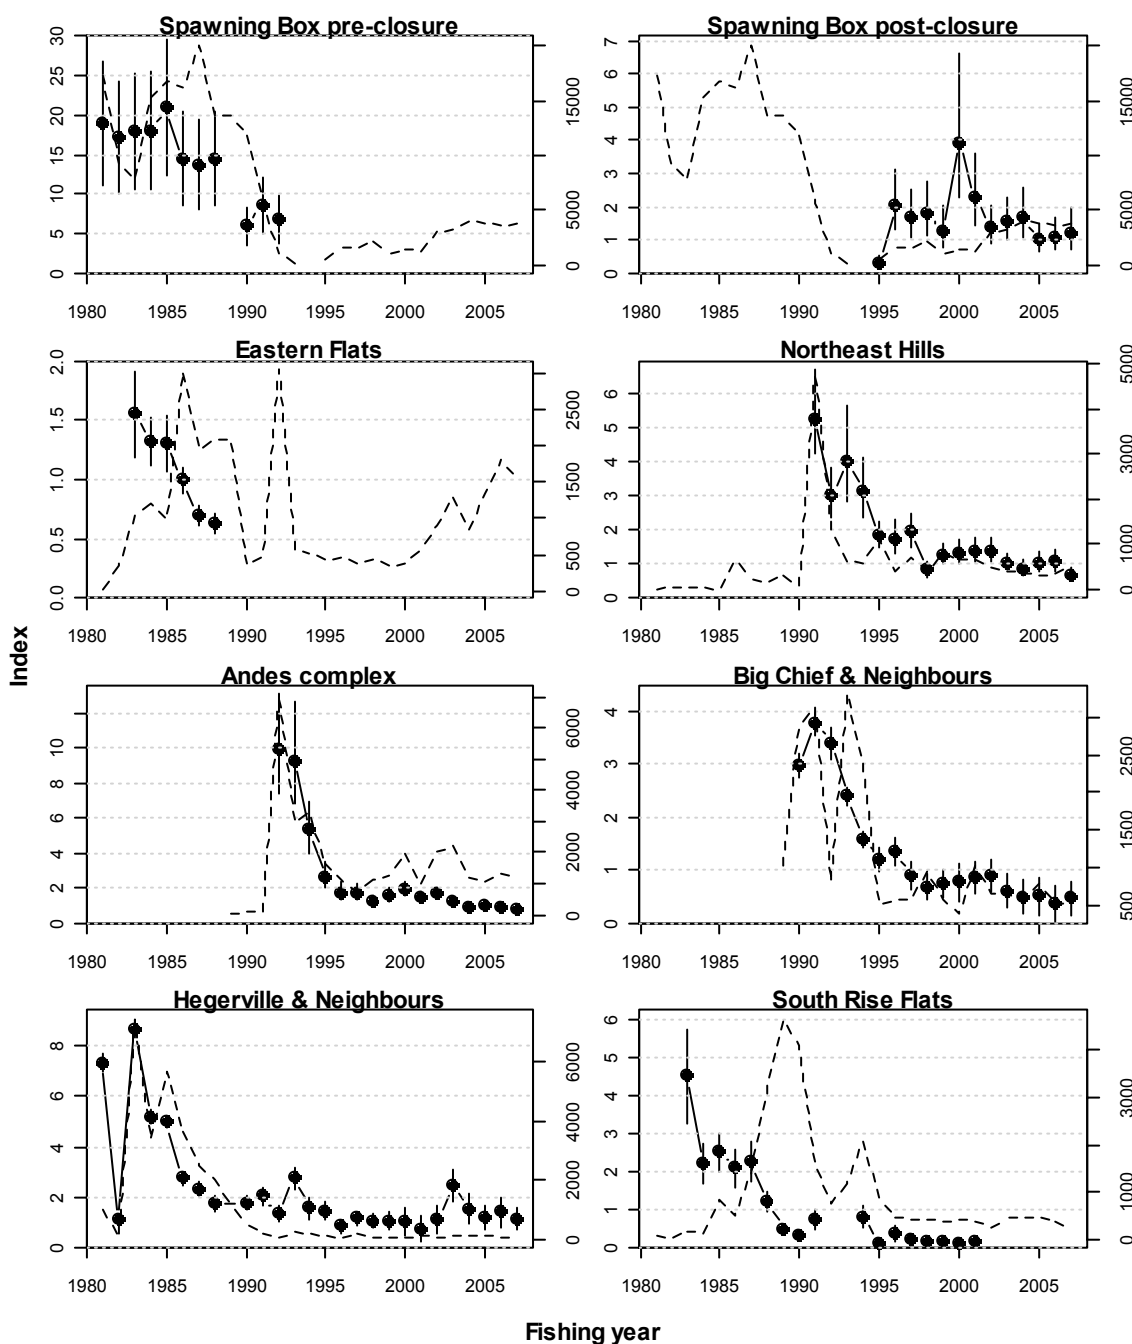 Spawning Box pre-closure
Spawning Box post-closure
0 5 10 15 20 25 30
0 5000 15000
0 1 2 3 4 5 6 7
0 5000 15000
1980 1985 1990 1995 2000 2005
1980 1985 1990 1995 2000 2005
Eastern Flats
Northeast Hills
0.0 0.5 1.0 1.5 2.0
0 500 1500 2500
0 1 2 3 4 5 6
0 1000 3000 5000
1980 1985 1990 1995 2000 2005
1980 1985 1990 1995 2000 2005
Index
Andes complex
Big Chief & Neighbours
0 2 4 6 8 10
0 2000 4000 6000
0 1 2 3 4
500 1500 2500
1980 1985 1990 1995 2000 2005
1980 1985 1990 1995 2000 2005
Hegerville & Neighbours
South Rise Flats
0 2 4 6 8
0 2000 4000 6000
0 1 2 3 4 5 6
0 1000 3000
1980 1985 1990 1995 2000 2005
1980 1985 1990 1995 2000 2005
Fishing year